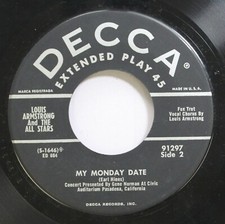 DECCA
MARCA REGISTRADA
MADE IN U.S.A.
EXTENDED PLAY 45
LOUIS
ARMSTRONG
And THE
ALL STARS
Fox Trot
Vocal Chorus By
Louis Armstrong
(S-1646)
ED 884
91297
Side 2
MY MONDAY DATE
(Earl Hines)
Concert Presented By Gene Norman At Civic
Auditorium Pasadena, California
DECCA RECORDS, INC.